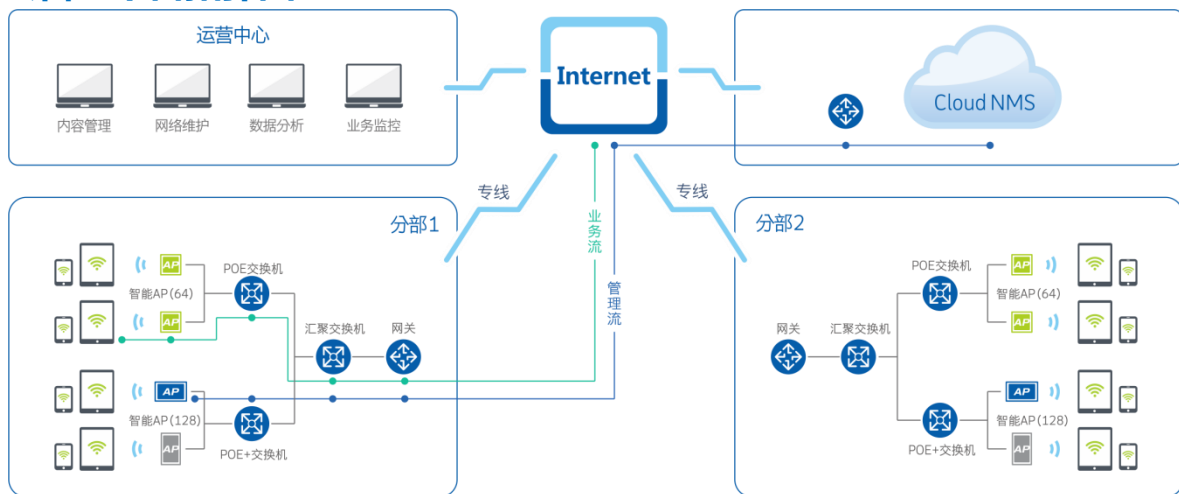 运营中心
内容管理
网络维护
数据分析
业务监控
Internet
Cloud NMS
专线
专线
业务流
管理流
分部1
AP
智能AP(64)
AP
POE交换机
汇聚交换机
网关
AP
智能AP(128)
AP
POE+交换机
分部2
POE交换机
AP
智能AP(64)
AP
网关
汇聚交换机
AP
智能AP(128)
AP
POE+交换机